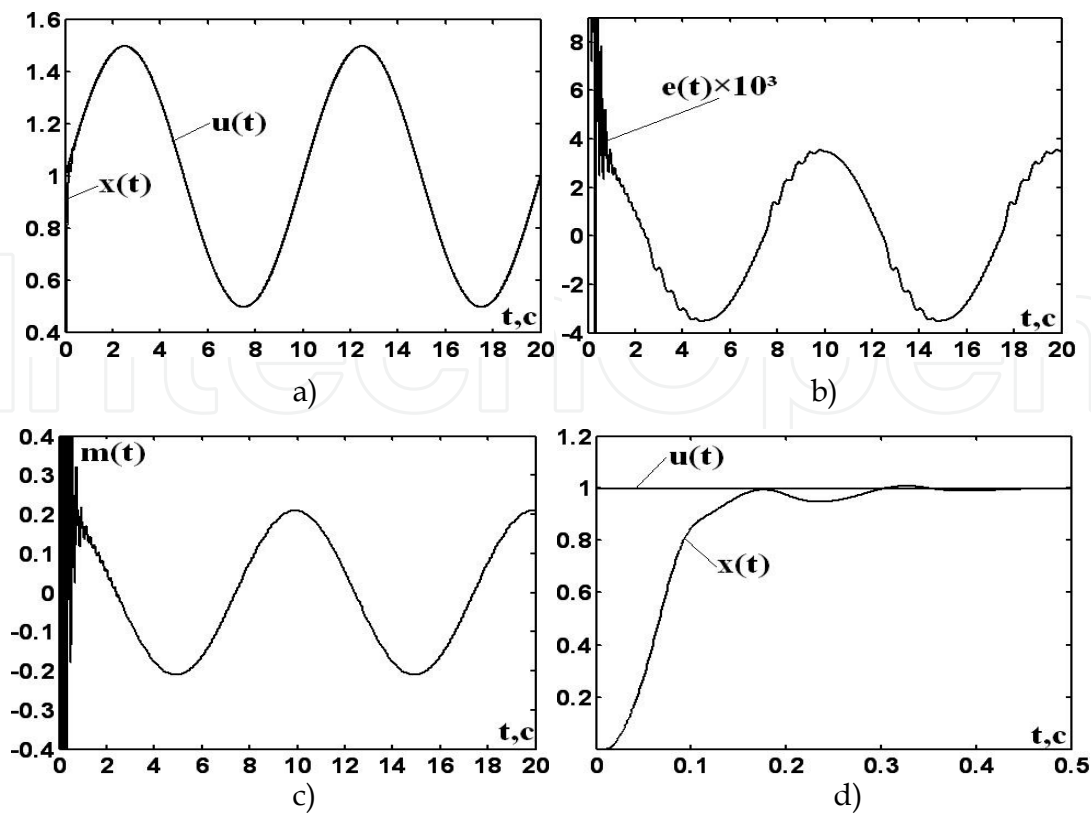 1.6
1.4
1.2
1
0.8
0.6
0.4
u(t)
x(t)
t,c
0 2 4 6 8 10 12 14 16 18 20
a)
8
6
4
2
0
-2
-4
e(t)×10³
t,c
0 2 4 6 8 10 12 14 16 18 20
b)
0.4
0.3
0.2
0.1
0
-0.1
-0.2
-0.3
-0.4
m(t)
t,c
0 2 4 6 8 10 12 14 16 18 20
c)
1.2
1
0.8
0.6
0.4
0.2
u(t)
x(t)
t,c
0 0.1 0.2 0.3 0.4 0.5
d)
Intechopen